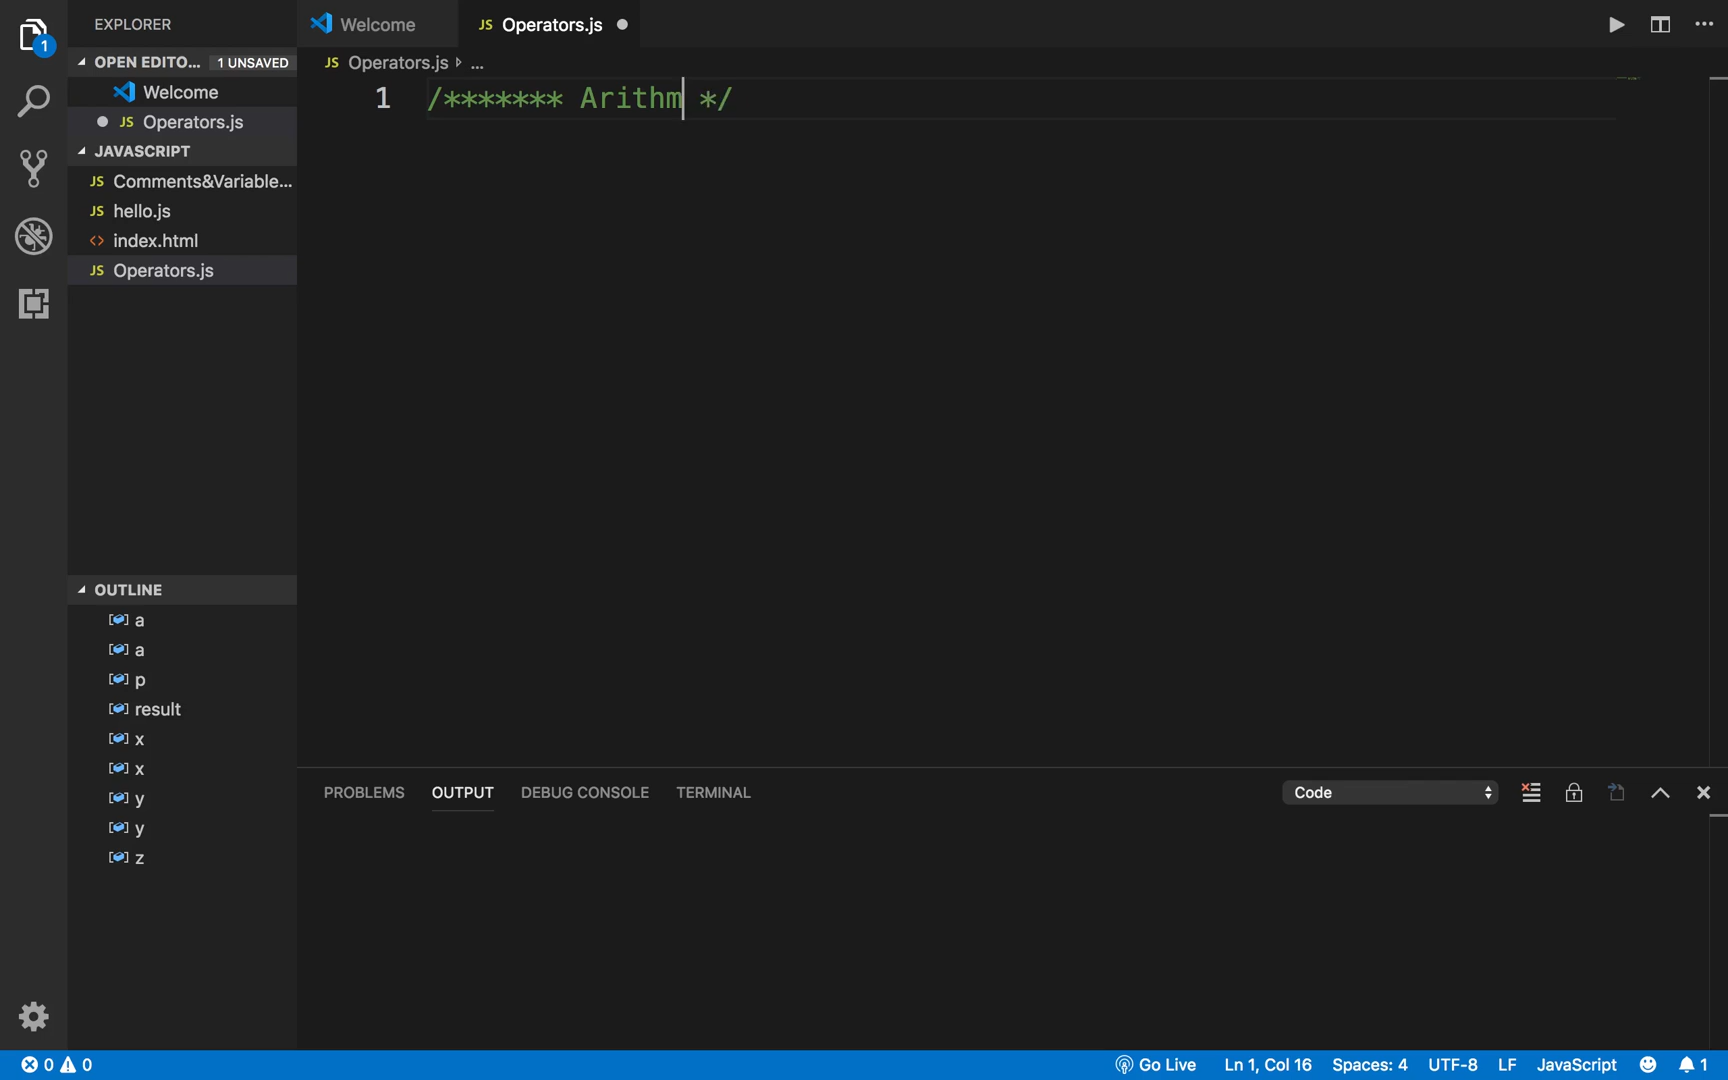 EXPLORER
Welcome
JS Operators.js
1
OPEN EDITO... 1 UNSAVED
JS Operators.js ...
Welcome
1 /******* Arithm */
JS Operators.js
JAVASCRIPT
JS Comments&Variable...
JS hello.js
index.html
JS Operators.js
OUTLINE
a
a
p
result
x
x
y
y
z
PROBLEMS OUTPUT DEBUG CONSOLE TERMINAL Code
0 0 Go Live Ln 1, Col 16 Spaces: 4 UTF-8 LF JavaScript 1